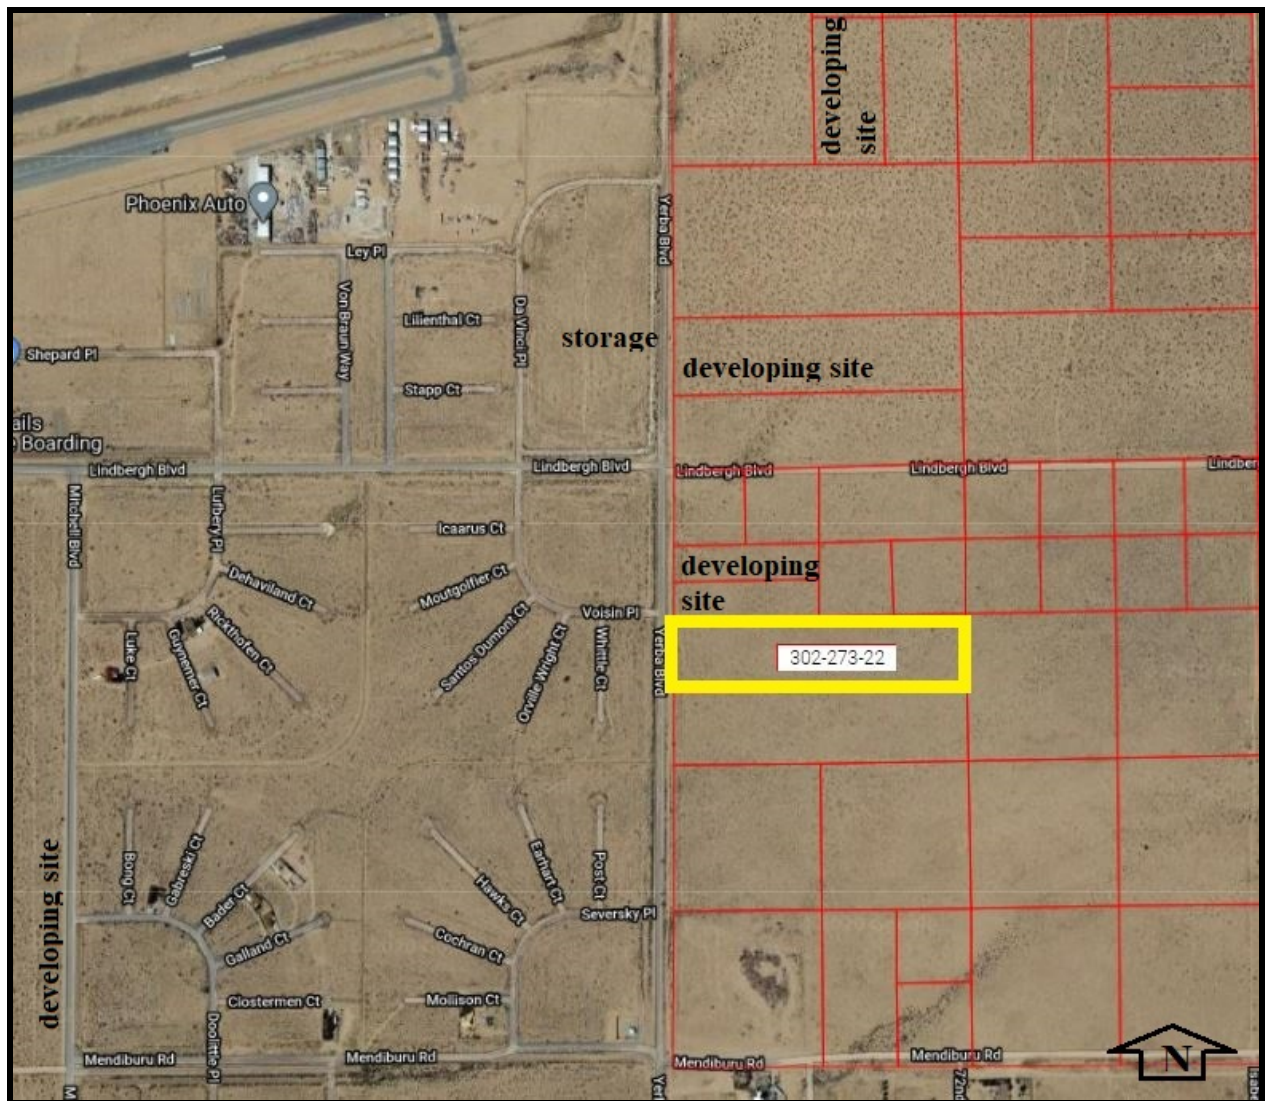 developing
site
Phoenix Auto
Yerba Blvd
Ley Pl
Von Braun Way
Lilienthal Ct
Da Vinci Pl
storage
Shepard Pl
developing site
Stapp Ct
ails
Boarding
Lindbergh Blvd
Lindbergh Blvd
Lindbergh Blvd
Lindbergh Blvd
Lindber
Mitchell Blvd
Lufbery Pl
Icaarus Ct
Dehaviland Ct
Moutgolfier Ct
developing
site
Rickthofen Ct
Santos Dumont Ct
Voisin Pl
Luke Ct
Guynemer Ct
Orville Wright Ct
Whittle Ct
Yerba Blvd
302-273-22
developing site
Bong Ct
Gabreski Ct
Bader Ct
Earhart Ct
Post Ct
Hawks Ct
Seversky Pl
Galland Ct
Cochran Ct
Clostermen Ct
Mollison Ct
Doolittle Pl
Mendiburu Rd
Mendiburu Rd
Mendiburu Rd
Mendiburu Rd
N
M
Yer
72nd
Isabe